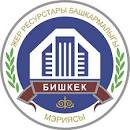 ЖЕР РЕСУРСТАРЫ БАШКАРМАЛЫГЫ
БИШКЕК
МЭРИЯСЫ